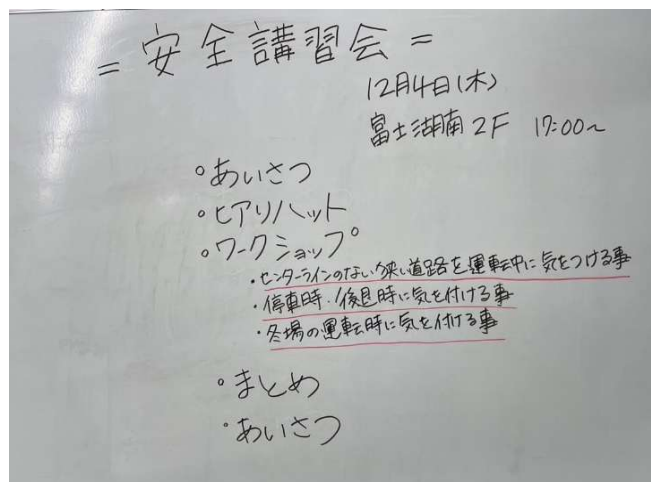 = 安全講習会 =
12月4日(木)
富士湖南 2F 17:00~
・あいさつ
・ヒアリハット
・ワークショップ
・センターラインのない狭い道路を運転中に気をつける事
・停車時・後退時に気を付ける事
・冬場の運転時に気を付ける事
・まとめ
・あいさつ